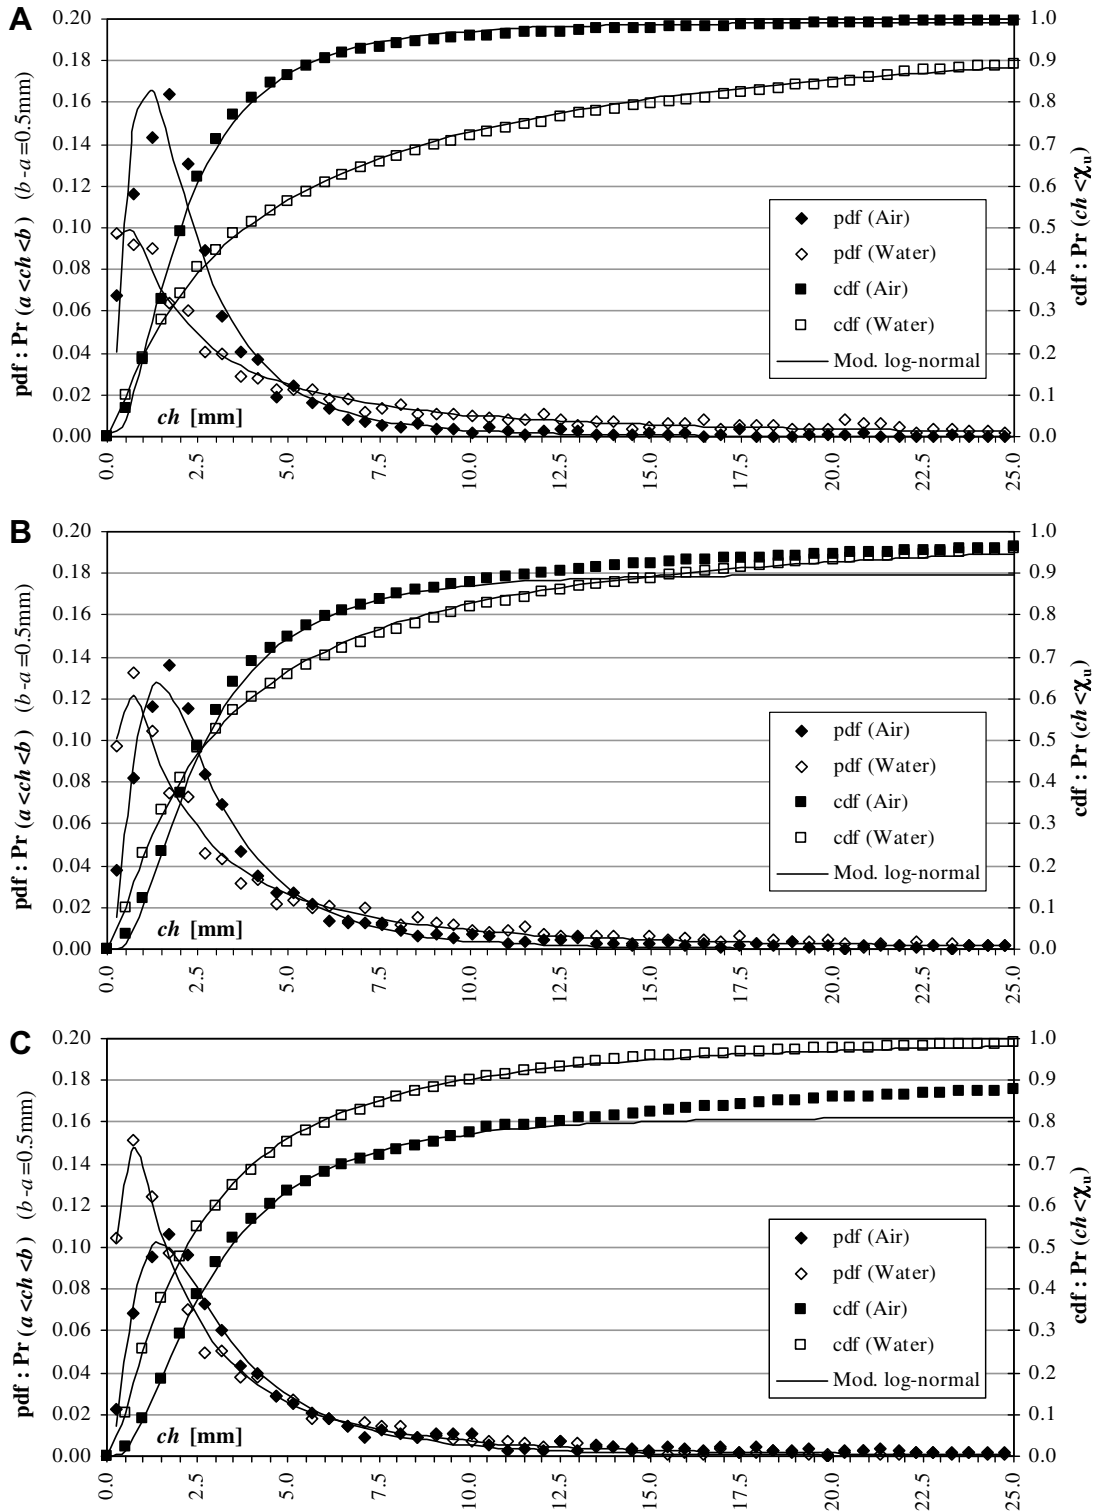 A
pdf : Pr (a<ch<b) (b-a=0.5mm)
0.20
0.18
0.16
0.14
0.12
0.10
0.08
0.06
0.04
0.02
0.00
1.0
0.9
0.8
0.7
0.6
0.5
0.4
0.3
0.2
0.1
0.0
cdf : Pr (ch<χu)
pdf (Air)
pdf (Water)
cdf (Air)
cdf (Water)
Mod. log-normal
ch [mm]
0.0 2.5 5.0 7.5 10.0 12.5 15.0 17.5 20.0 22.5 25.0
B
pdf : Pr (a<ch<b) (b-a=0.5mm)
0.20
0.18
0.16
0.14
0.12
0.10
0.08
0.06
0.04
0.02
0.00
1.0
0.9
0.8
0.7
0.6
0.5
0.4
0.3
0.2
0.1
0.0
cdf : Pr (ch<χu)
pdf (Air)
pdf (Water)
cdf (Air)
cdf (Water)
Mod. log-normal
ch [mm]
0.0 2.5 5.0 7.5 10.0 12.5 15.0 17.5 20.0 22.5 25.0
C
pdf : Pr (a<ch<b) (b-a=0.5mm)
0.20
0.18
0.16
0.14
0.12
0.10
0.08
0.06
0.04
0.02
0.00
1.0
0.9
0.8
0.7
0.6
0.5
0.4
0.3
0.2
0.1
0.0
cdf : Pr (ch<χu)
pdf (Air)
pdf (Water)
cdf (Air)
cdf (Water)
Mod. log-normal
ch [mm]
0.0 2.5 5.0 7.5 10.0 12.5 15.0 17.5 20.0 22.5 25.0